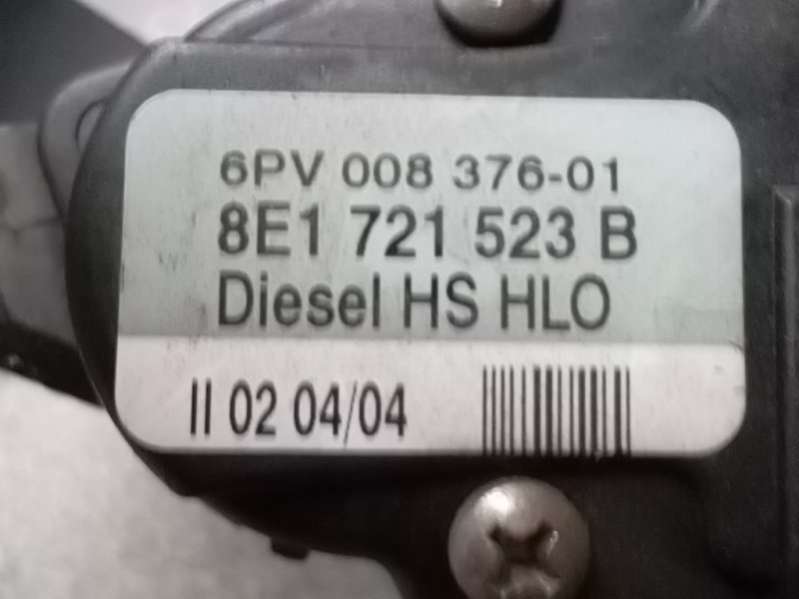 6PV 008 376-01
8E1 721 523 B
Diesel HS HLO
II 02 04/04